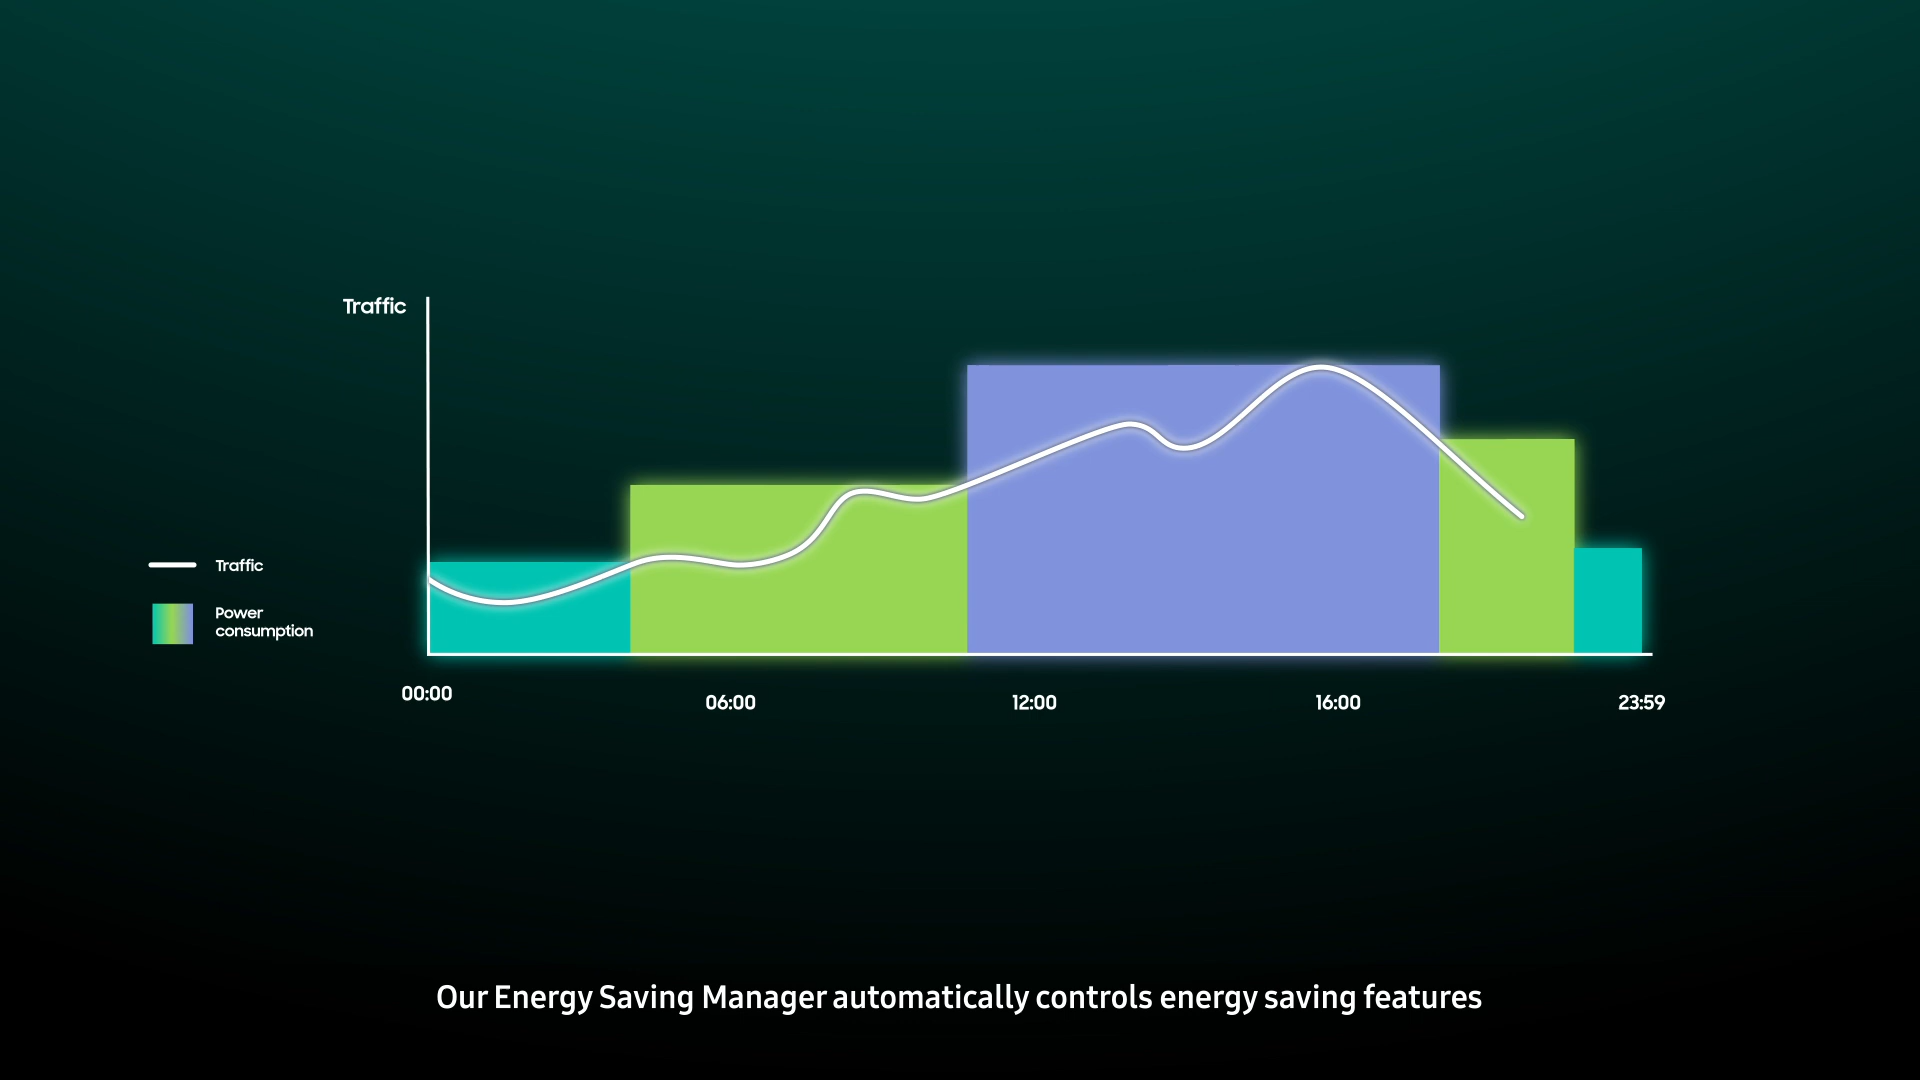 Traffic
Traffic
Power
consumption
00:00
06:00
12:00
16:00
23:59
Our Energy Saving Manager automatically controls energy saving features